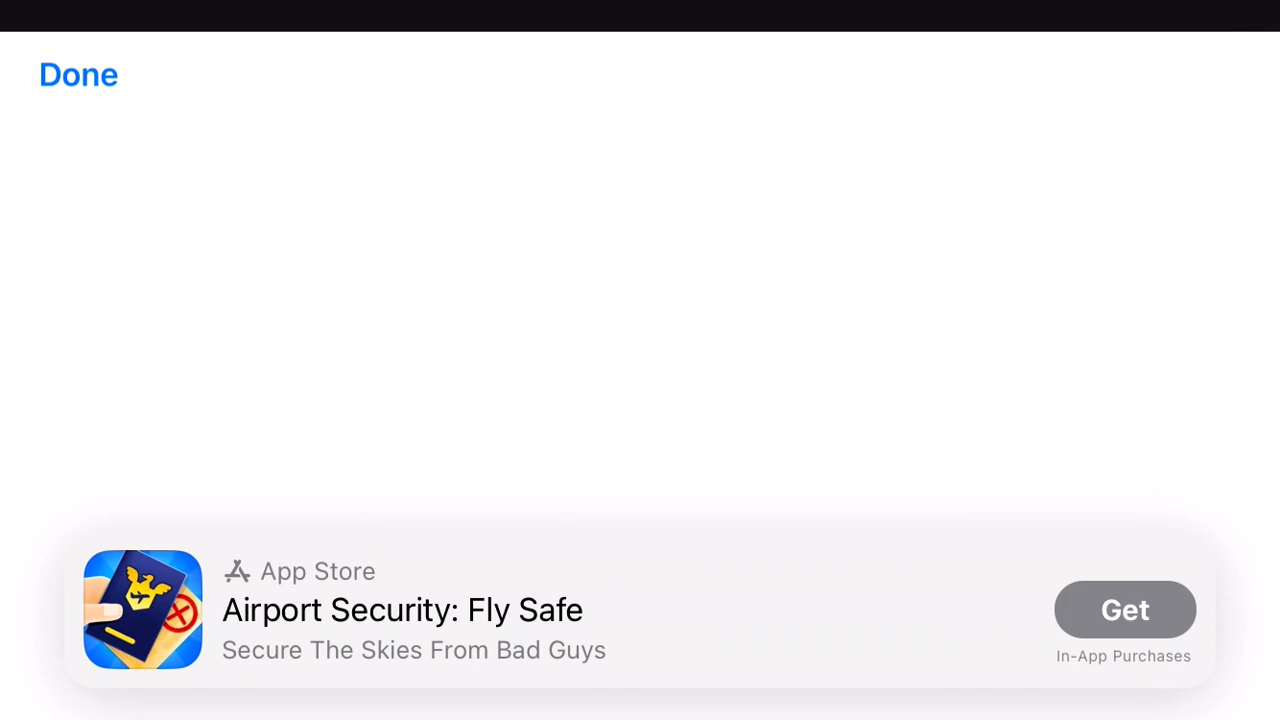 Done
App Store
Airport Security: Fly Safe
Secure The Skies From Bad Guys
Get
In-App Purchases